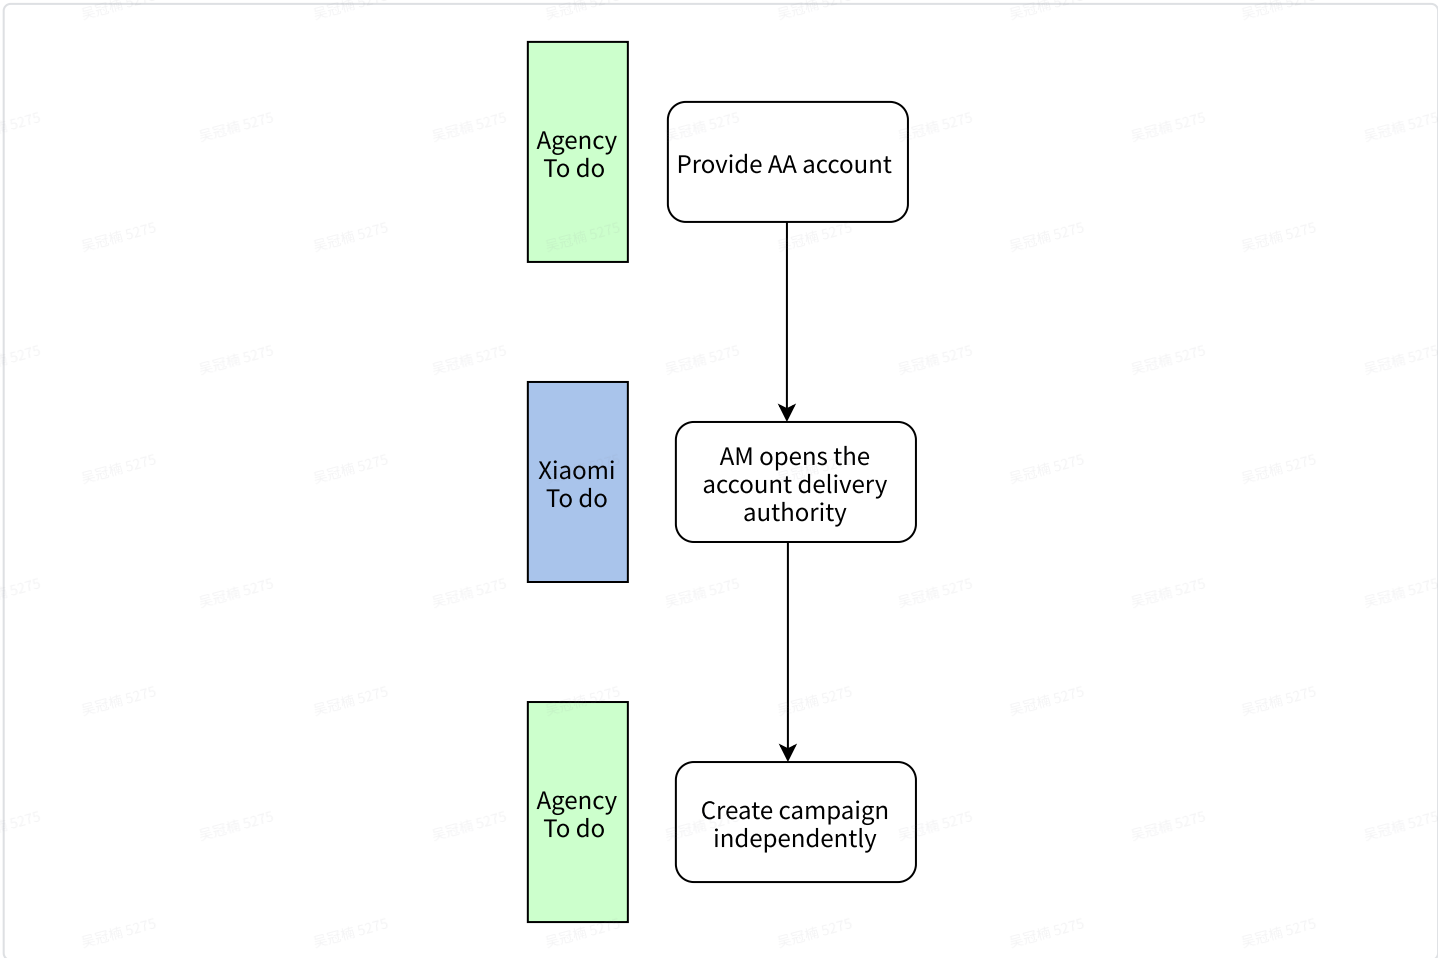 Agency
To do
Provide AA account
Xiaomi
To do
AM opens the
account delivery
authority
Agency
To do
Create campaign
independently